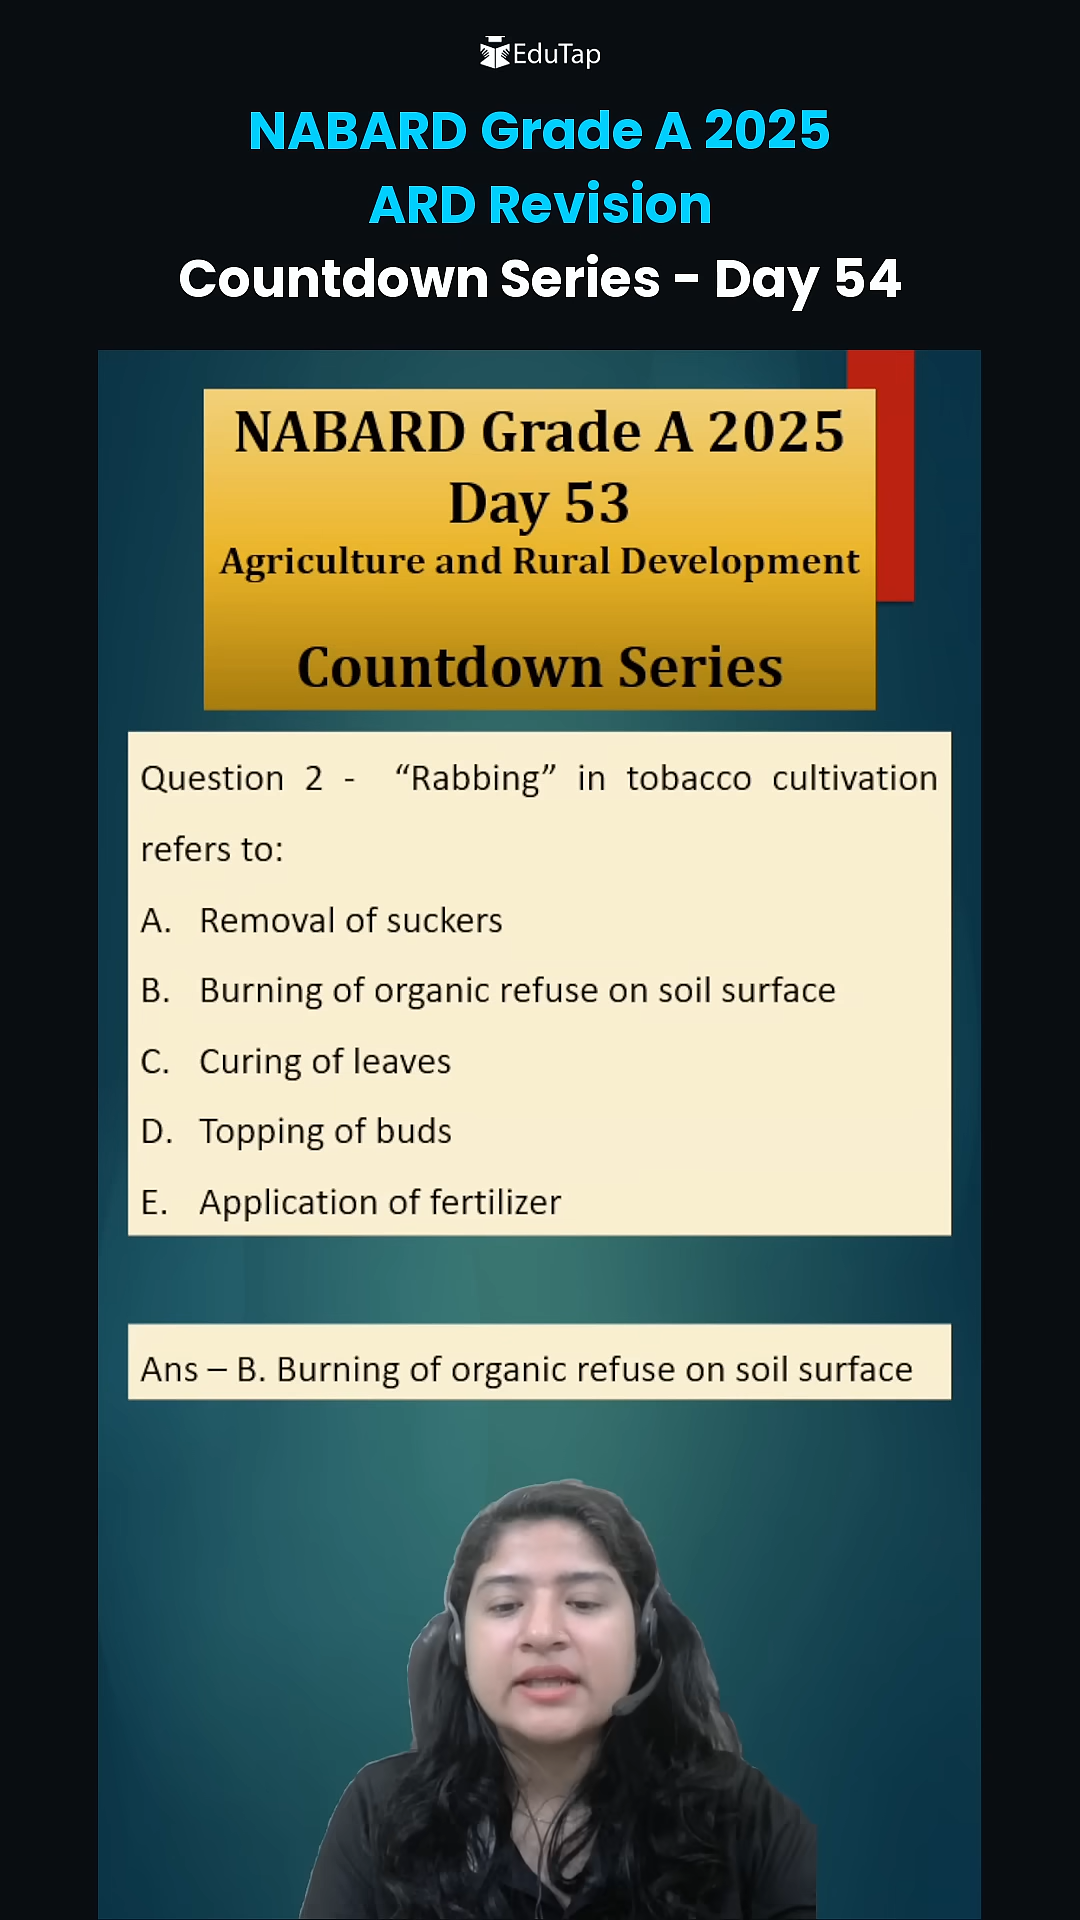 EduTap
NABARD Grade A 2025
ARD Revision
Countdown Series - Day 54
NABARD Grade A 2025
Day 53
Agriculture and Rural Development
Countdown Series
Question 2 - “Rabbing” in tobacco cultivation
refers to:
A. Removal of suckers
B. Burning of organic refuse on soil surface
C. Curing of leaves
D. Topping of buds
E. Application of fertilizer
Ans – B. Burning of organic refuse on soil surface